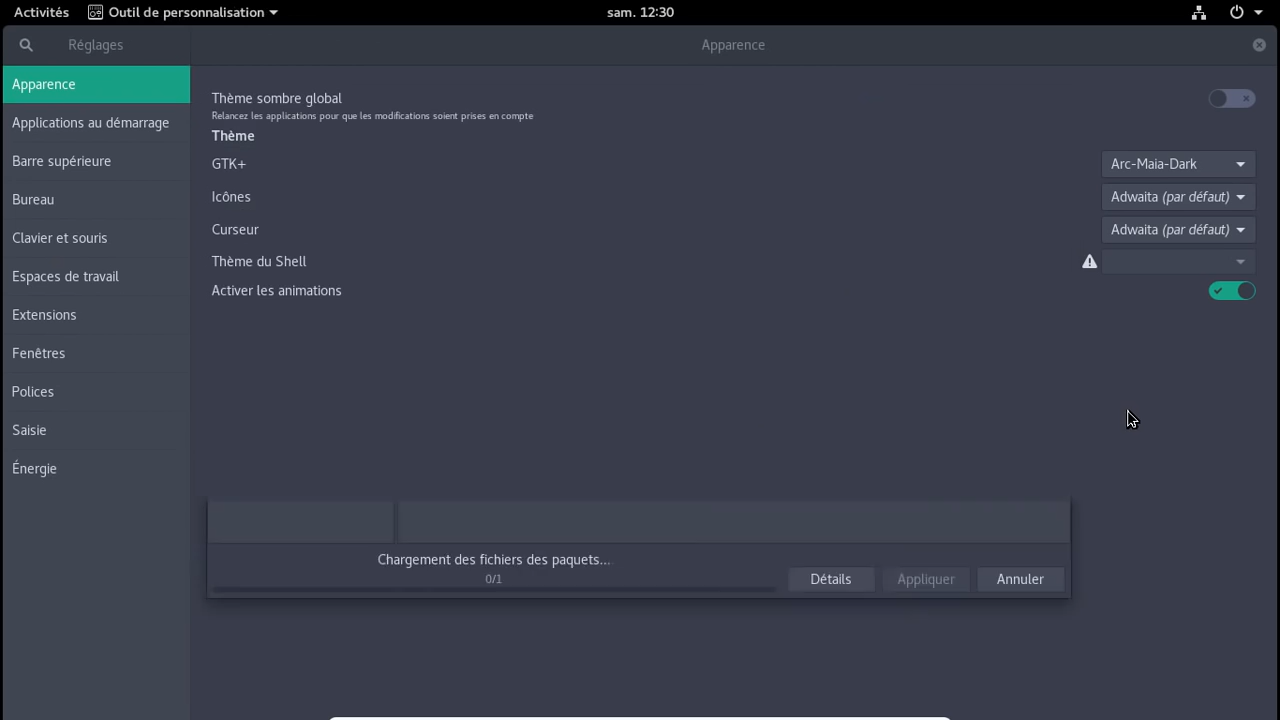 Activités Outil de personnalisation sam. 12:30
Réglages Apparence
Apparence
Applications au démarrage
Barre supérieure
Bureau
Clavier et souris
Espaces de travail
Extensions
Fenêtres
Polices
Saisie
Énergie
Thème sombre global
Relancez les applications pour que les modifications soient prises en compte
Thème
GTK+ Arc-Maia-Dark
Icônes Adwaita (par défaut)
Curseur Adwaita (par défaut)
Thème du Shell
Activer les animations
Chargement des fichiers des paquets...
0/1
Détails Appliquer Annuler